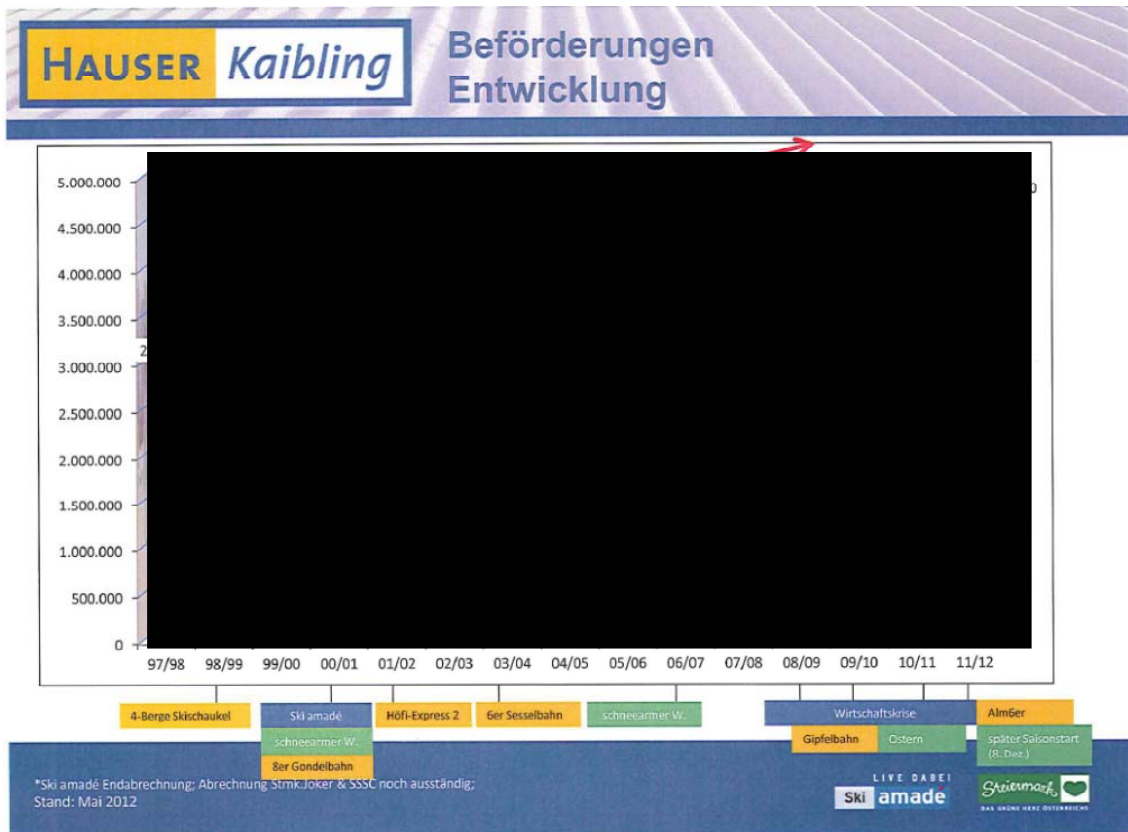 HAUSER Kaibling
Beförderungen
Entwicklung
5.000.000
4.500.000
4.000.000
3.500.000
3.000.000
2.500.000
2.000.000
1.500.000
1.000.000
500.000
0
97/98 98/99 99/00 00/01 01/02 02/03 03/04 04/05 05/06 06/07 07/08 08/09 09/10 10/11 11/12
4-Berge Skischaukel Ski amadé Höfi-Express 2 6er Sesselbahn schneearmer W. Wirtschaftskrise Alm6er
schneearmer W. Gipfelbahn Ostern später Saisonstart
(8. Dez.)
8er Gondelbahn
*Ski amadé Endabrechnung; Abrechnung Stmk.Joker & SSSC noch ausständig;
Stand: Mai 2012
LIVE DABEI
Ski amadé
Steiermark
DAS GRÜNE HERZ ÖSTERREICHS